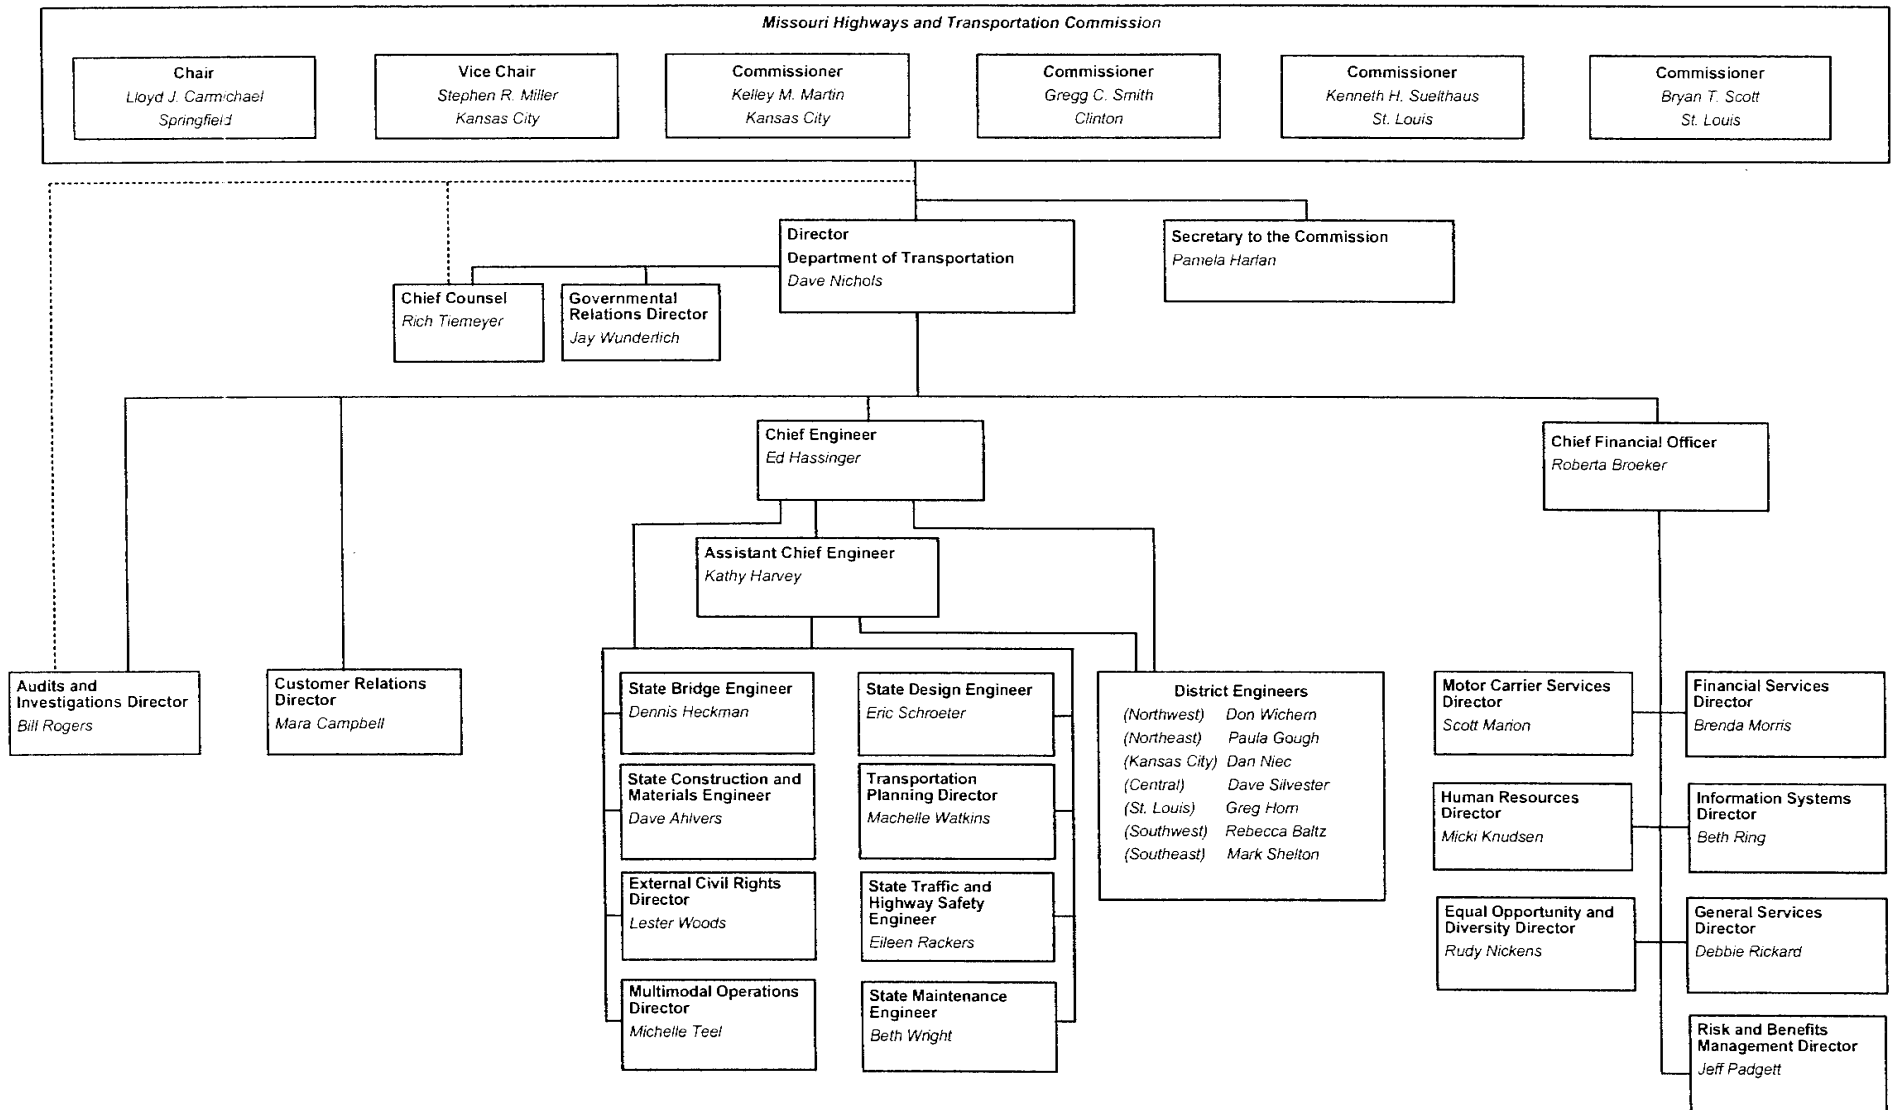 Missouri Highways and Transportation Commission
Chair
Lloyd J. Carmichael
Springfield
Vice Chair
Stephen R. Miller
Kansas City
Commissioner
Kelley M. Martin
Kansas City
Commissioner
Gregg C. Smith
Clinton
Commissioner
Kenneth H. Suelthaus
St. Louis
Commissioner
Bryan T. Scott
St. Louis
Director
Department of Transportation
Dave Nichols
Secretary to the Commission
Pamela Harlan
Chief Counsel
Rich Tiemeyer
Governmental
Relations Director
Jay Wunderlich
Chief Engineer
Ed Hassinger
Chief Financial Officer
Roberta Broeker
Assistant Chief Engineer
Kathy Harvey
Audits and
Investigations Director
Bill Rogers
Customer Relations
Director
Mara Campbell
State Bridge Engineer
Dennis Heckman
State Design Engineer
Eric Schroeter
State Construction and
Materials Engineer
Dave Ahlvers
Transportation
Planning Director
Machelle Watkins
External Civil Rights
Director
Lester Woods
State Traffic and
Highway Safety
Engineer
Eileen Rackers
Multimodal Operations
Director
Michelle Teel
State Maintenance
Engineer
Beth Wright
District Engineers
(Northwest) Don Wichern
(Northeast) Paula Gough
(Kansas City) Dan Niec
(Central) Dave Silvester
(St. Louis) Greg Horn
(Southwest) Rebecca Baltz
(Southeast) Mark Shelton
Motor Carrier Services
Director
Scott Marion
Financial Services
Director
Brenda Morris
Human Resources
Director
Micki Knudsen
Information Systems
Director
Beth Ring
Equal Opportunity and
Diversity Director
Rudy Nickens
General Services
Director
Debbie Rickard
Risk and Benefits
Management Director
Jeff Padgett